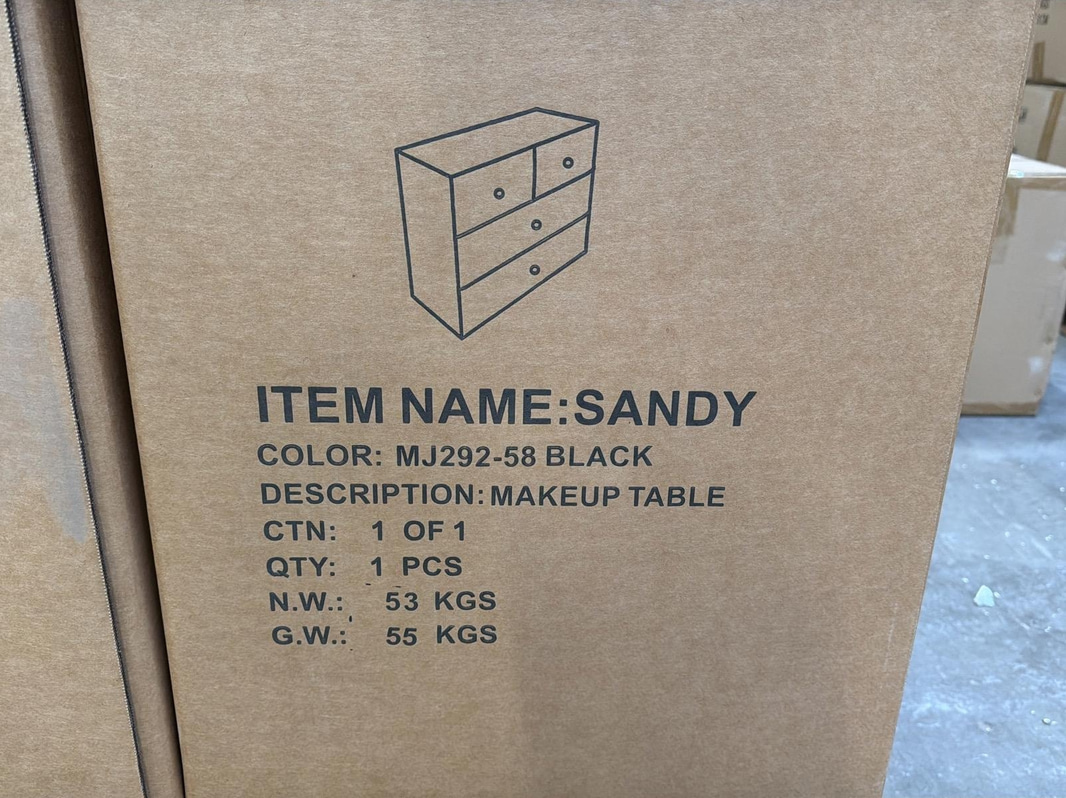 ITEM NAME:SANDY
COLOR: MJ292-58 BLACK
DESCRIPTION: MAKEUP TABLE
CTN: 1 OF 1
QTY: 1 PCS
N.W.: 53 KGS
G.W.: 55 KGS